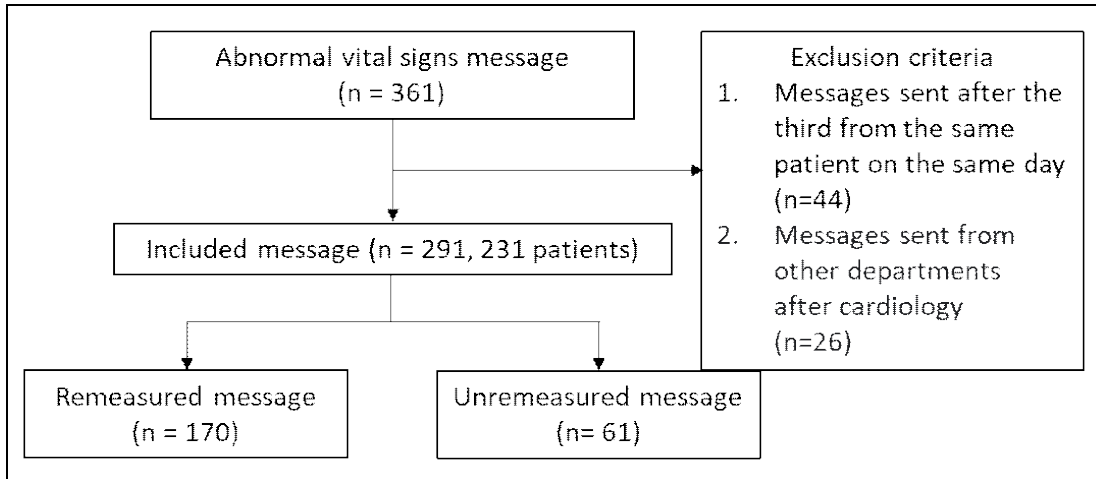 Abnormal vital signs message
(n = 361)
Exclusion criteria
1. Messages sent after the
third from the same
patient on the same day
(n=44)
2. Messages sent from
other departments
after cardiology
(n=26)
Included message (n = 291, 231 patients)
Remeasured message
(n = 170)
Unremeasured message
(n= 61)